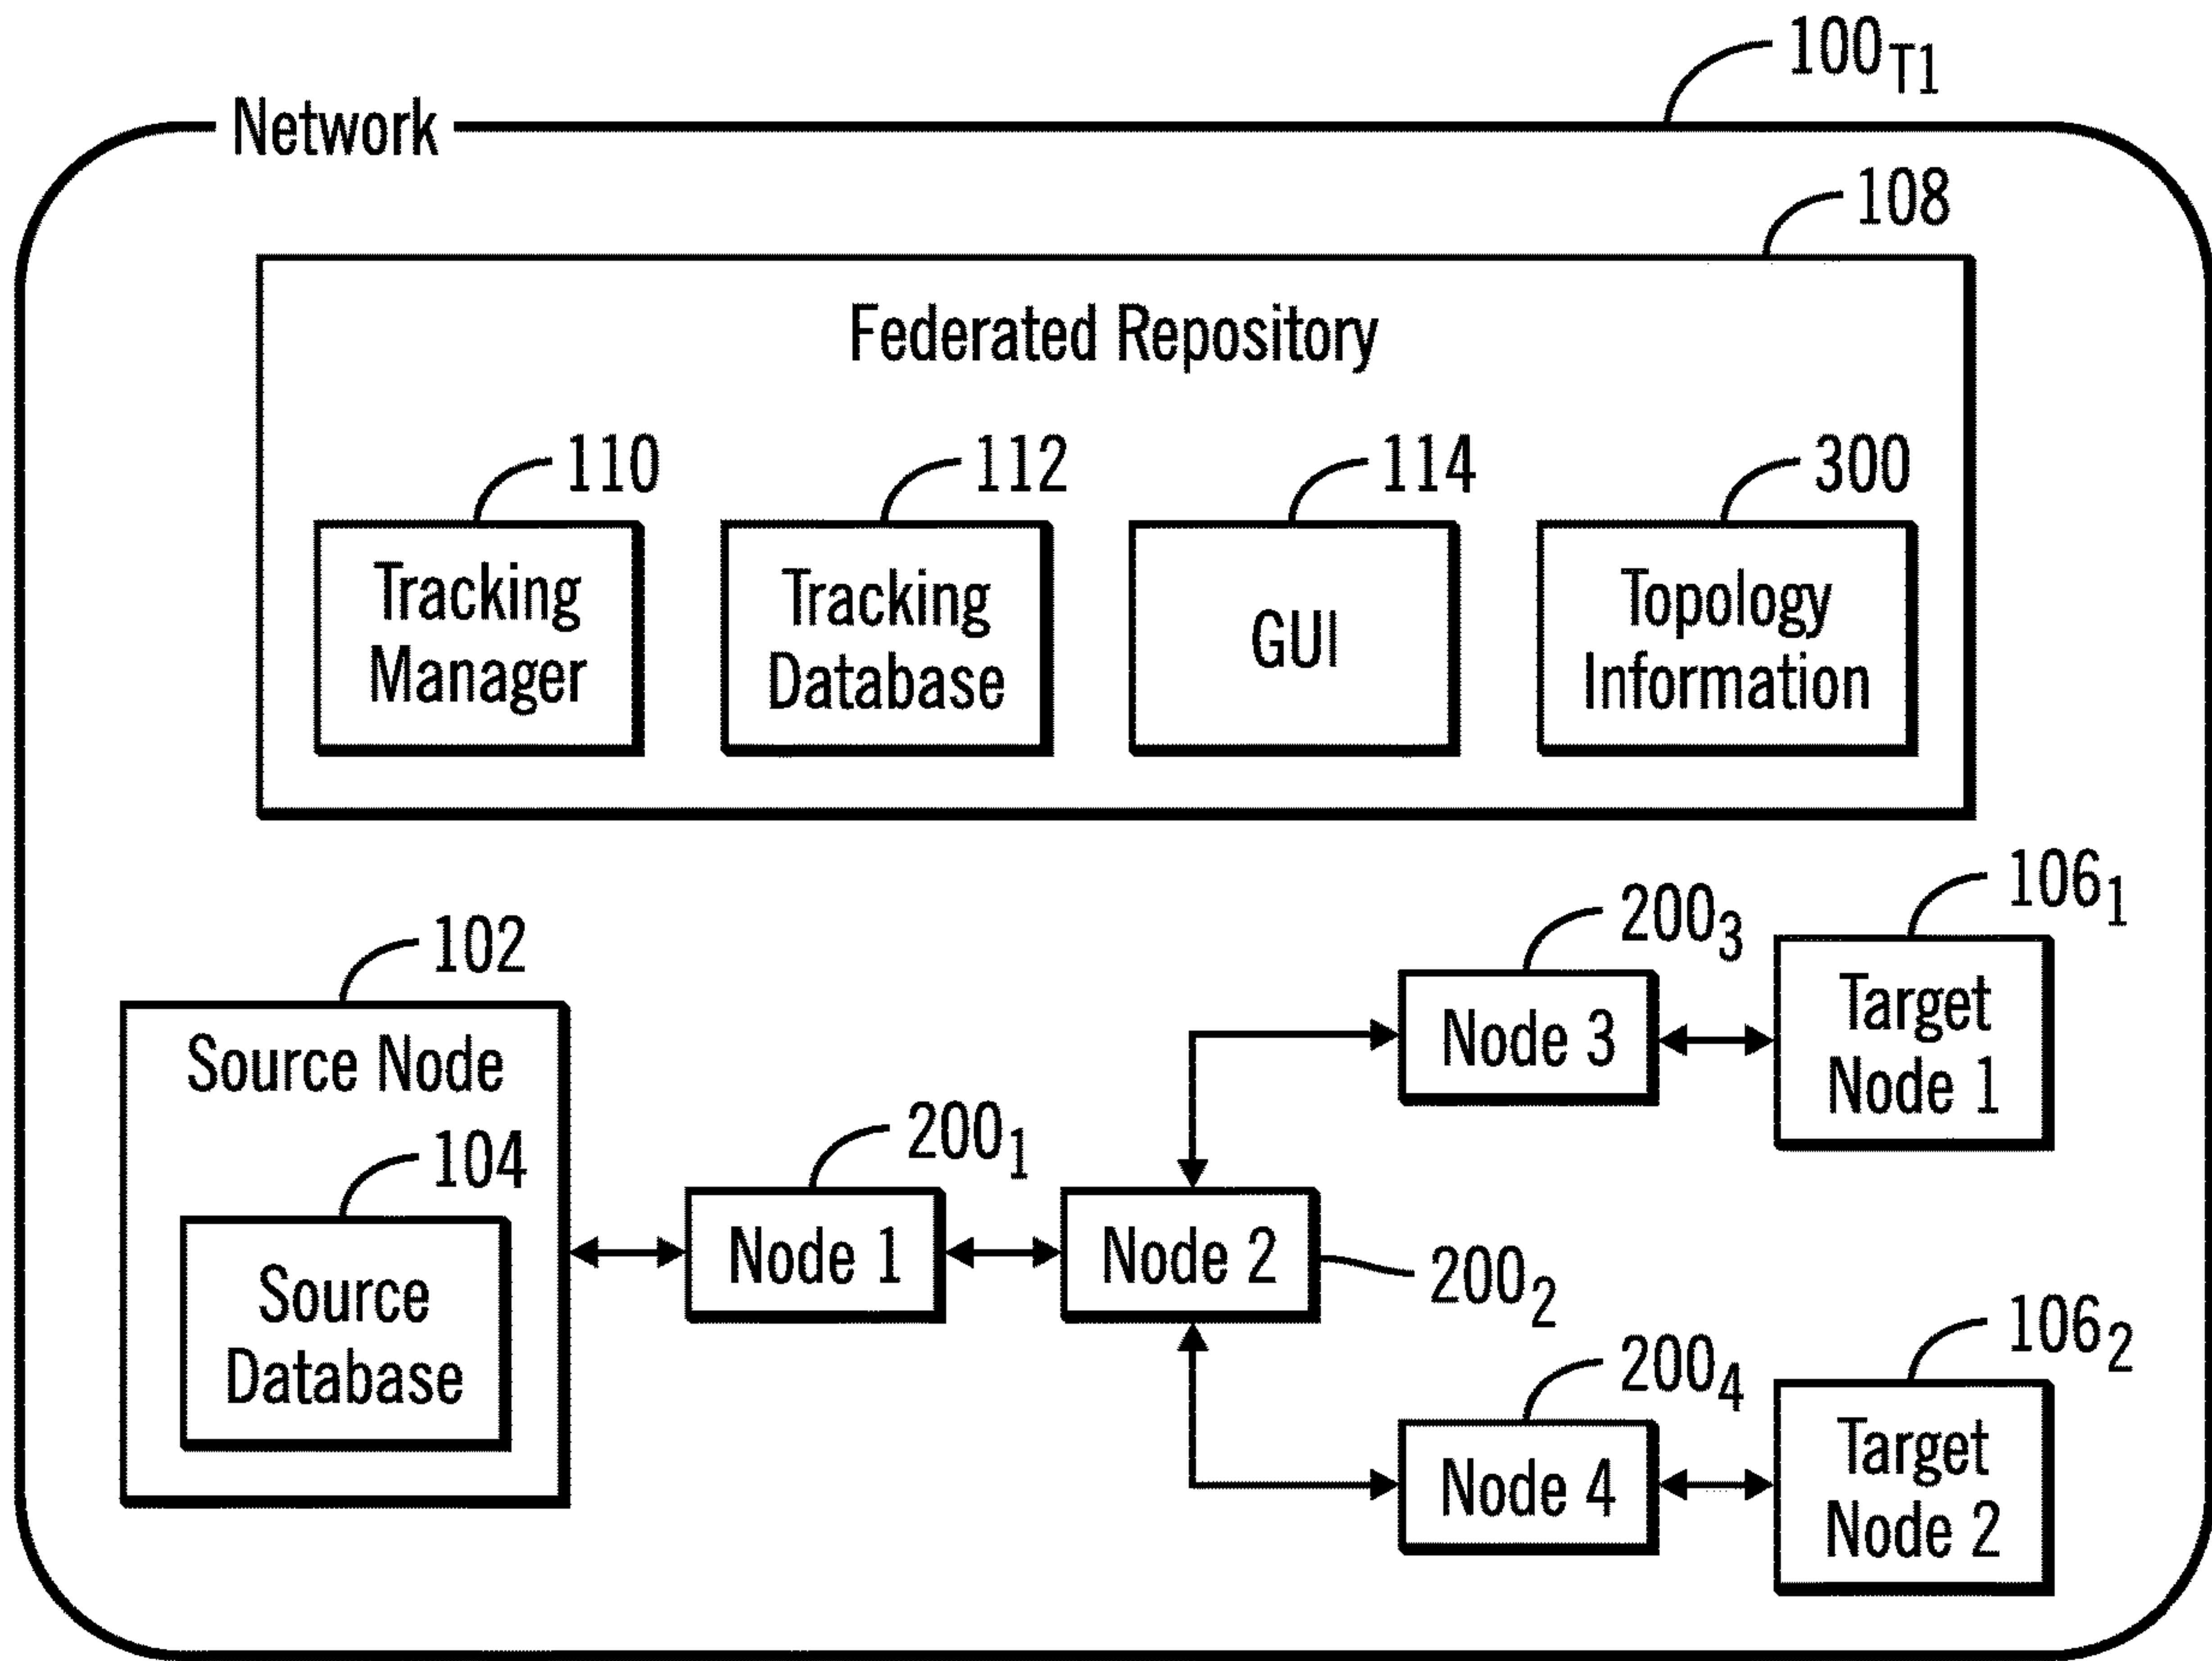 100T1
Network
108
Federated Repository
110
112
114
300
Tracking
Manager
Tracking
Database
GUI
Topology
Information
102
Source Node
104
Source
Database
2001
Node 1
Node 2
2002
2003
Node 3
1061
Target
Node 1
2004
Node 4
1062
Target
Node 2